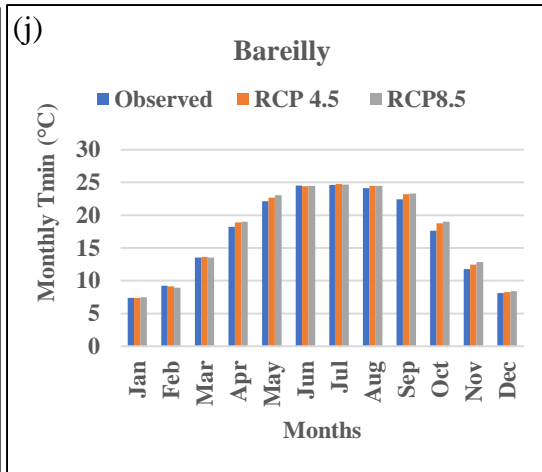 (j)
Bareilly
Observed RCP 4.5 RCP8.5
Monthly Tmin (°C)
30
25
20
15
10
5
0
Jan Feb Mar Apr May Jun Jul Aug Sep Oct Nov Dec
Months